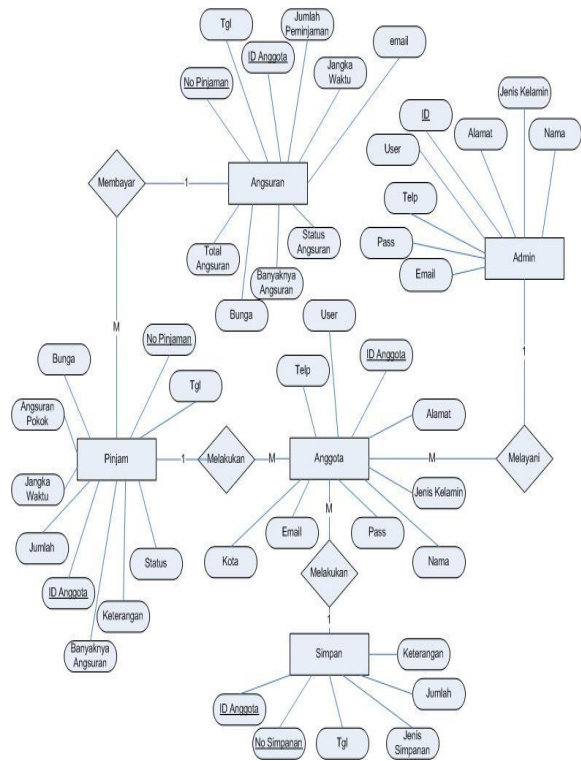 Tgl
Jumlah
Peminjaman
email
ID Anggota
Jangka
Waktu
No Pinjaman
Jenis Kelamin
ID
Alamat
Nama
User
Membayar
1
Angsuran
Telp
Total
Angsuran
Status
Angsuran
Pass
Admin
Banyaknya
Angsuran
Email
Bunga
User
M
No Pinjaman
ID Anggota
1
Bunga
Telp
Tgl
Angsuran
Pokok
Alamat
Pinjam
1
Melakukan
M
Anggota
M
Melayani
Jangka
Waktu
Jenis Kelamin
M
Jumlah
Email
Pass
Status
Kota
Nama
ID Anggota
Melakukan
Keterangan
Banyaknya
Angsuran
1
Simpan
Keterangan
Jumlah
ID Anggota
No Simpanan
Tgl
Jenis
Simpanan